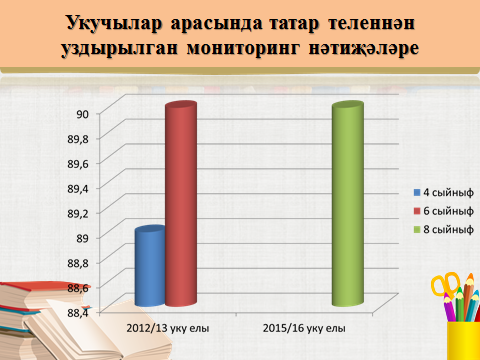 Укучылар арасында татар теленнән
уздырылган мониторинг нәтиҗәләре
90
89,8
89,6
89,4
89,2
89
88,8
88,6
88,4
2012/13 уку елы
2015/16 уку елы
4 сыйныф
6 сыйныф
8 сыйныф